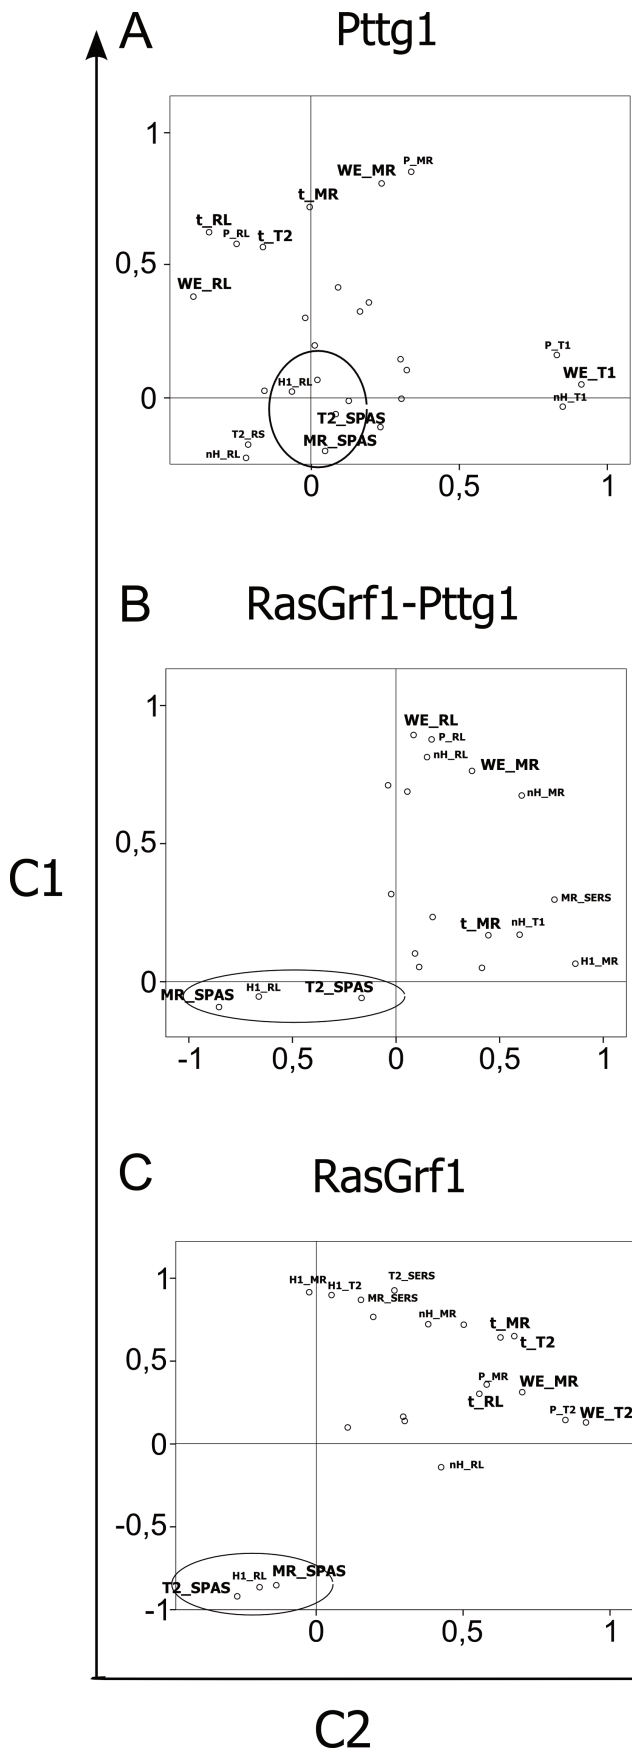 A
Pttg1
1
P_MR
WE_MR
t_MR
t_RL
P_RL
t_T2
0,5
WE_RL
P_T1
WE_T1
H1_RL
0
nH_T1
T2_SPAS
T2_RS
MR_SPAS
nH_RL
0
0,5
1
B
RasGrf1-Pttg1
1
WE_RL
P_RL
nH_RL
WE_MR
nH_MR
0,5
C1
MR_SERS
t_MR
nH_T1
H1_MR
0
MR_SPAS
H1_RL
T2_SPAS
-1
0,5
0
0,5
1
C
RasGrf1
1
H1_MR
H1_T2
T2_SERS
MR_SERS
nH_MR
t_MR
t_T2
0,5
P_MR
WE_MR
t_RL
P_T2
WE_T2
0
nH_RL
-0,5
T2_SPAS
H1_RL
MR_SPAS
-1
0
0,5
1
C2